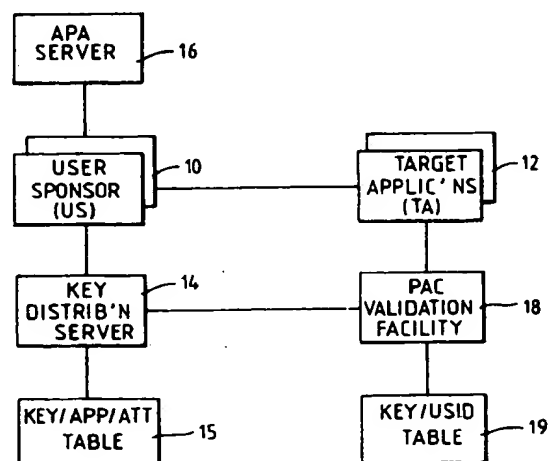 APA
SERVER
16
USER
SPONSOR
(US)
10
TARGET
APPLIC'NS
(TA)
12
KEY
DISTRIB'N
SERVER
14
PAC
VALIDATION
FACILITY
18
KEY/APP/ATT
TABLE
15
KEY/USID
TABLE
19